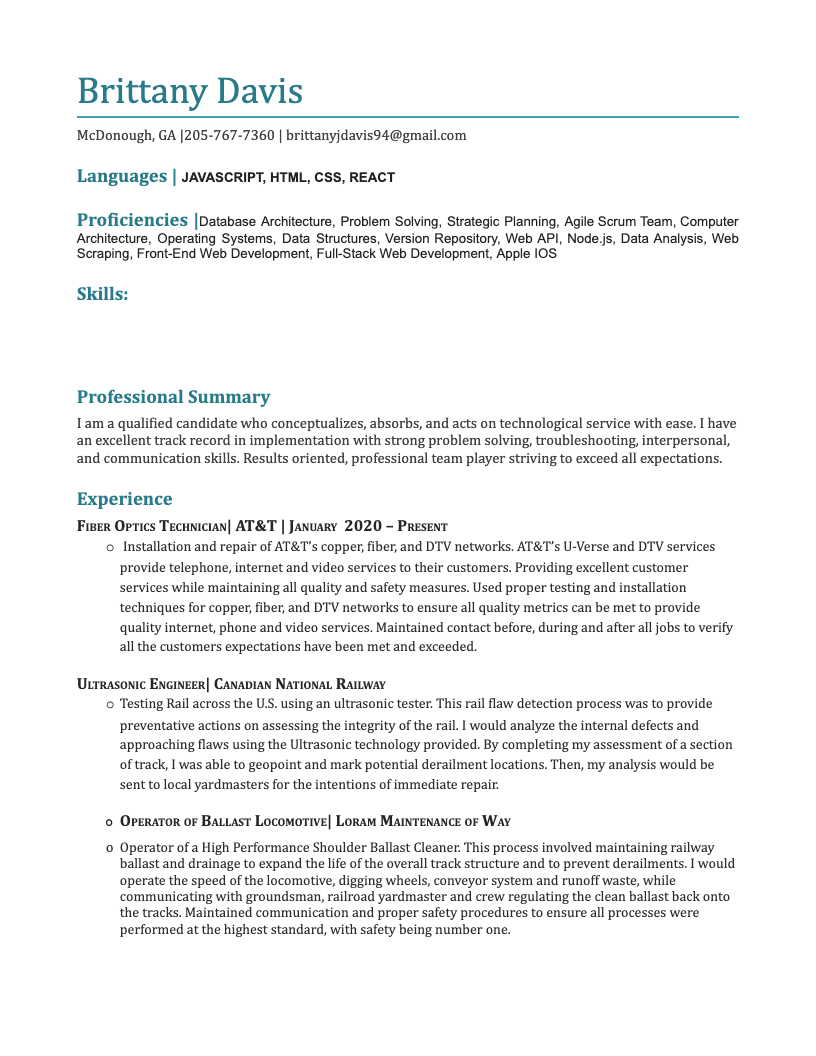 Brittany Davis
McDonough, GA |205-767-7360 | brittanyjdavis94@gmail.com
Languages | JAVASCRIPT, HTML, CSS, REACT
Proficiencies |Database Architecture, Problem Solving, Strategic Planning, Agile Scrum Team, Computer
Architecture, Operating Systems, Data Structures, Version Repository, Web API, Node.js, Data Analysis, Web
Scraping, Front-End Web Development, Full-Stack Web Development, Apple IOS
Skills:
Professional Summary
I am a qualified candidate who conceptualizes, absorbs, and acts on technological service with ease. I have
an excellent track record in implementation with strong problem solving, troubleshooting, interpersonal,
and communication skills. Results oriented, professional team player striving to exceed all expectations.
Experience
Fiber Optics Technician| AT&T | January 2020 – Present
o Installation and repair of AT&T’s copper, fiber, and DTV networks. AT&T’s U-Verse and DTV services
provide telephone, internet and video services to their customers. Providing excellent customer
services while maintaining all quality and safety measures. Used proper testing and installation
techniques for copper, fiber, and DTV networks to ensure all quality metrics can be met to provide
quality internet, phone and video services. Maintained contact before, during and after all jobs to verify
all the customers expectations have been met and exceeded.
Ultrasonic Engineer| Canadian National Railway
o Testing Rail across the U.S. using an ultrasonic tester. This rail flaw detection process was to provide
preventative actions on assessing the integrity of the rail. I would analyze the internal defects and
approaching flaws using the Ultrasonic technology provided. By completing my assessment of a section
of track, I was able to geopoint and mark potential derailment locations. Then, my analysis would be
sent to local yardmasters for the intentions of immediate repair.
o Operator of Ballast Locomotive| Loram Maintenance of Way
o Operator of a High Performance Shoulder Ballast Cleaner. This process involved maintaining railway
ballast and drainage to expand the life of the overall track structure and to prevent derailments. I would
operate the speed of the locomotive, digging wheels, conveyor system and runoff waste, while
communicating with groundsman, railroad yardmaster and crew regulating the clean ballast back onto
the tracks. Maintained communication and proper safety procedures to ensure all processes were
performed at the highest standard, with safety being number one.